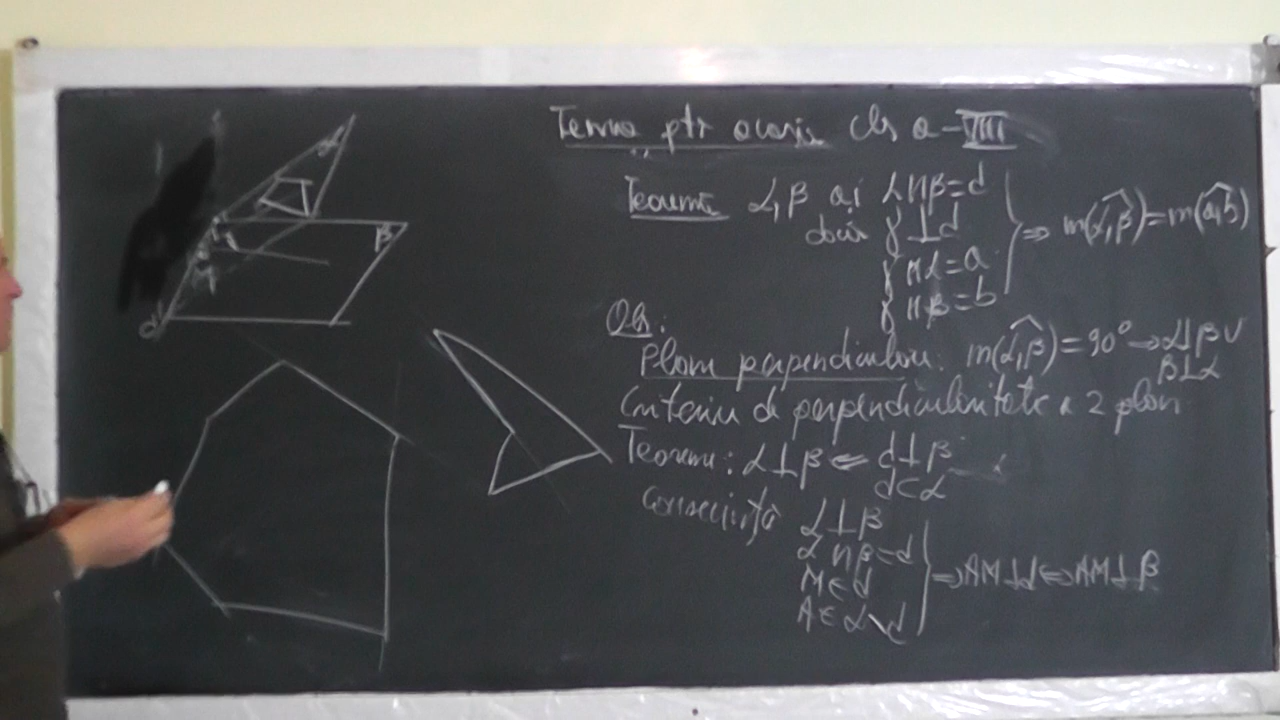 Tema ptr acasă cls a-VIII
Teoremă α, β aî α∩β=d
dacă γ⊥d
γ∩α=a
γ∩β=b
⇒ m(α,β)=m(a,b)
Obs:
Plane perpendiculare: m(α,β)=90° → α⊥β V
β⊥α
Criteriu de perpendicularitate a 2 plane
Teoremă: α⊥β ⇐ d⊥β
d⊂α
Consecință α⊥β
α∩β=d
M∈d
A∈α\d
⇒AM⊥d⇔AM⊥β
α
β
d